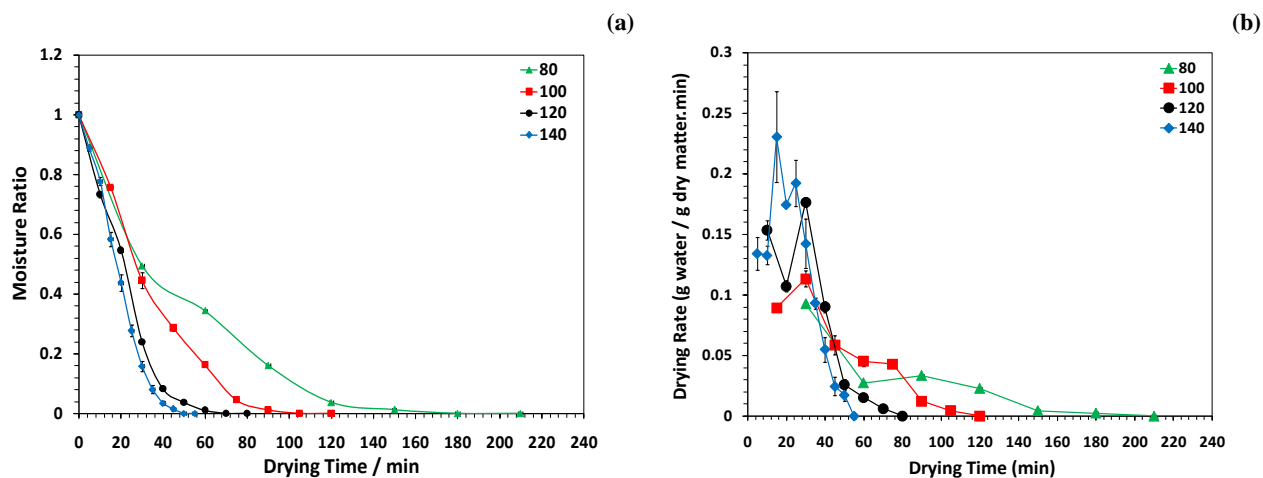 (a)
1.2
1
0.8
0.6
0.4
0.2
0
Moisture Ratio
80
100
120
140
0 20 40 60 80 100 120 140 160 180 200 220 240
Drying Time / min
(b)
0.3
0.25
0.2
0.15
0.1
0.05
0
Drying Rate (g water / g dry matter.min)
80
100
120
140
0 20 40 60 80 100 120 140 160 180 200 220 240
Drying Time (min)